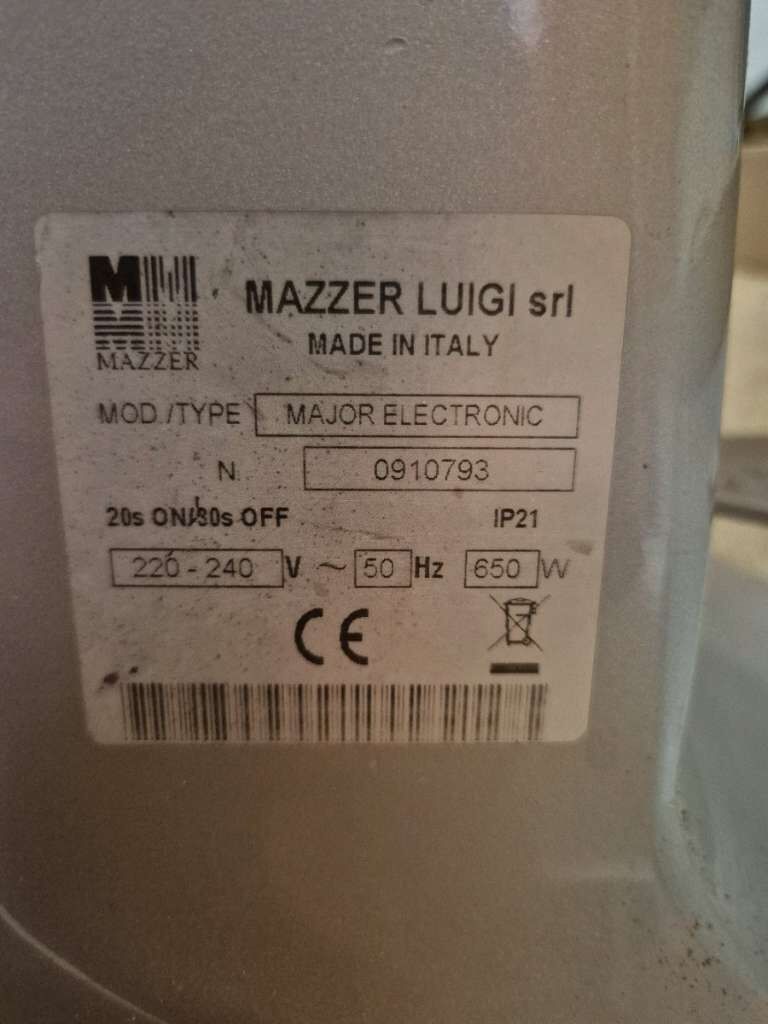 MAZZER
MAZZER LUIGI srl
MADE IN ITALY
MOD./TYPE MAJOR ELECTRONIC
N. 0910793
20s ON/80s OFF IP21
220 - 240 V ~ 50 Hz 650 W
CE